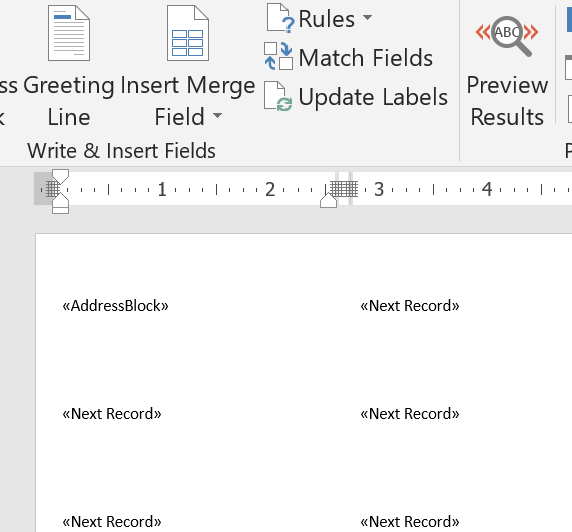 Rules
Match Fields
Update Labels
ss Greeting Line
Insert Merge Field
ABC
Preview Results
Write & Insert Fields
1 2 3 4
«AddressBlock» «Next Record»
«Next Record» «Next Record»
«Next Record» «Next Record»